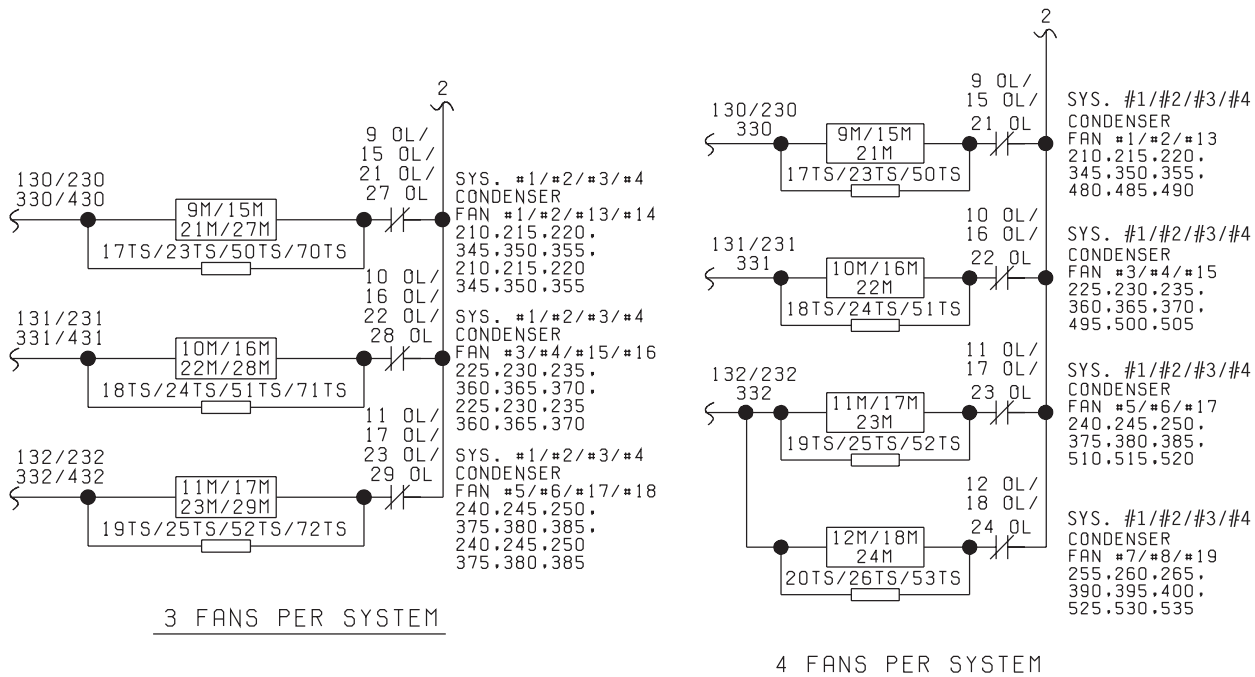 2
9 OL/
15 OL/
21 OL/
27 OL
130/230
330/430
9M/15M
21M/27M
17TS/23TS/50TS/70TS
SYS. #1/#2/#3/#4
CONDENSER
FAN #1/#2/#13/#14
210,215,220,
345,350,355,
210,215,220
345,350,355
10 OL/
16 OL/
22 OL/
28 OL
131/231
331/431
10M/16M
22M/28M
18TS/24TS/51TS/71TS
SYS. #1/#2/#3/#4
CONDENSER
FAN #3/#4/#15/#16
225,230,235,
360,365,370,
225,230,235
360,365,370
11 OL/
17 OL/
23 OL/
29 OL
132/232
332/432
11M/17M
23M/29M
19TS/25TS/52TS/72TS
SYS. #1/#2/#3/#4
CONDENSER
FAN #5/#6/#17/#18
240,245,250,
375,380,385,
240,245,250
375,380,385
3 FANS PER SYSTEM
2
9 OL/
15 OL/
21 OL
130/230
330
9M/15M
21M
17TS/23TS/50TS
SYS. #1/#2/#3/#4
CONDENSER
FAN #1/#2/#13
210,215,220,
345,350,355,
480,485,490
10 OL/
16 OL/
22 OL
131/231
331
10M/16M
22M
18TS/24TS/51TS
SYS. #1/#2/#3/#4
CONDENSER
FAN #3/#4/#15
225,230,235,
360,365,370,
495,500,505
11 OL/
17 OL/
23 OL
132/232
332
11M/17M
23M
19TS/25TS/52TS
SYS. #1/#2/#3/#4
CONDENSER
FAN #5/#6/#17
240,245,250,
375,380,385,
510,515,520
12 OL/
18 OL/
24 OL
12M/18M
24M
20TS/26TS/53TS
SYS. #1/#2/#3/#4
CONDENSER
FAN #7/#8/#19
255,260,265,
390,395,400,
525,530,535
4 FANS PER SYSTEM